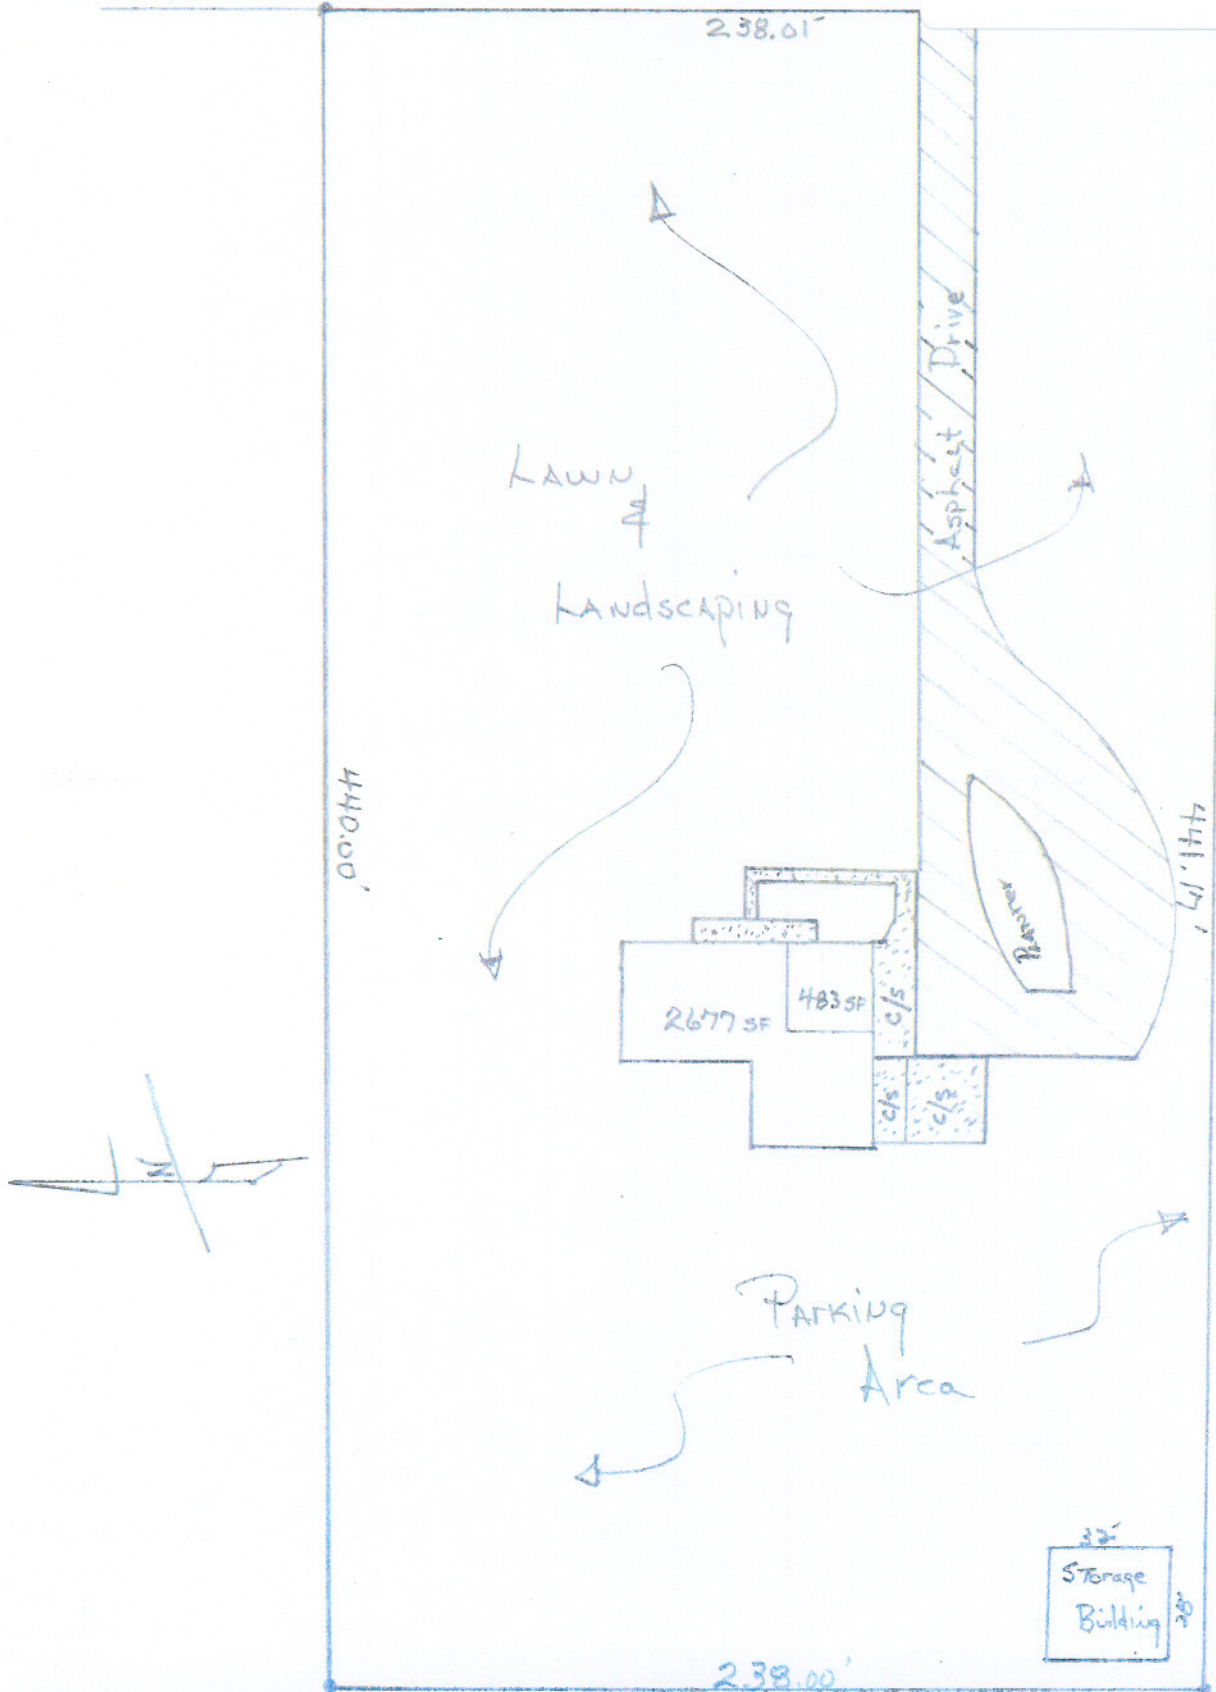 238.01'
Asphalt Drive
LAWN
&
LANDSCAPING
440.00'
441.17'
Planter
2677 SF
483 SF
C/S
C/S
C/S
N
PARKING
Area
32'
STorage
Building
238.00'